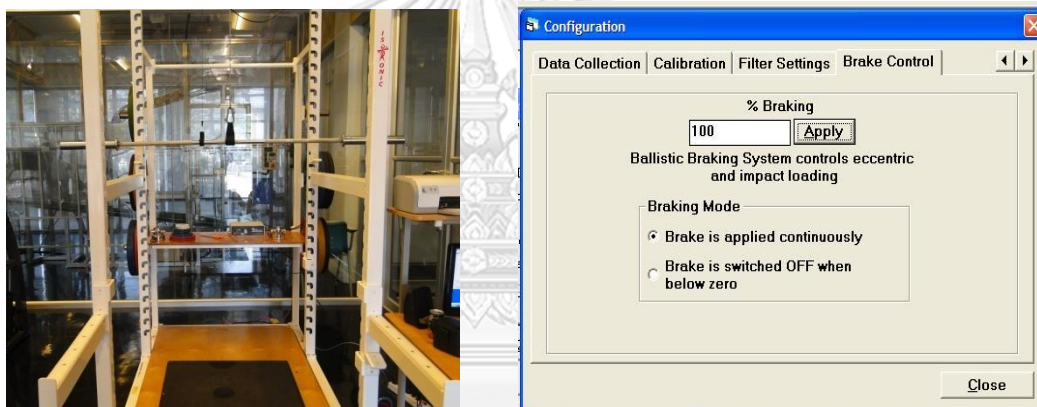 ISOTONIC
Configuration
Data Collection
Calibration
Filter Settings
Brake Control
% Braking
100
Apply
Ballistic Braking System controls eccentric
and impact loading
Braking Mode
Brake is applied continuously
Brake is switched OFF when
below zero
Close